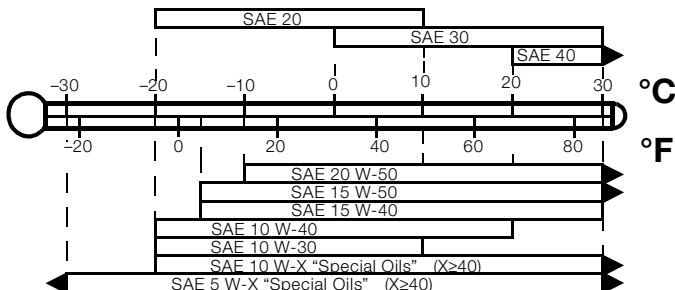 SAE 20
SAE 30
SAE 40
–30 –20 –10 0 10 20 30 °C
–20 0 20 40 60 80 °F
SAE 20 W-50
SAE 15 W-50
SAE 15 W-40
SAE 10 W-40
SAE 10 W-30
SAE 10 W-X “Special Oils” (X≥40)
SAE 5 W-X “Special Oils” (X≥40)